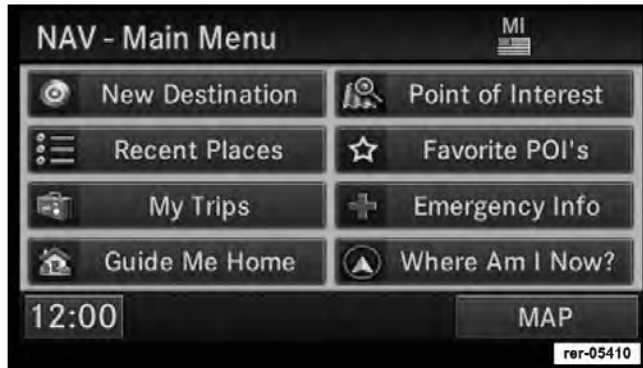 NAV - Main Menu
MI
New Destination
Point of Interest
Recent Places
Favorite POI's
My Trips
Emergency Info
Guide Me Home
Where Am I Now?
12:00
MAP
rer-05410